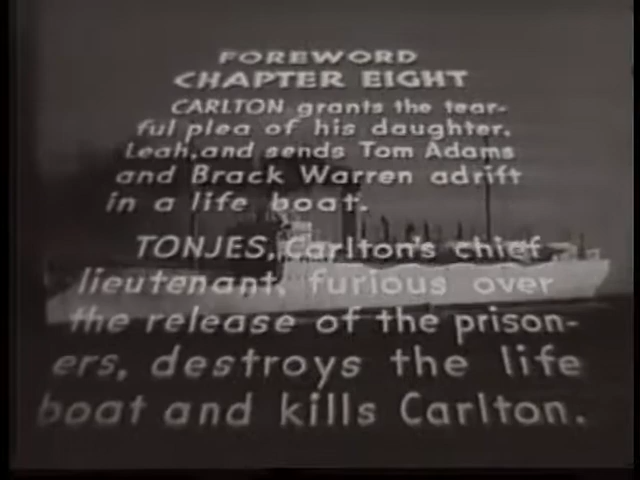 FOREWORD
CHAPTER EIGHT
CARLTON grants the tear-
ful plea of his daughter,
Leah, and sends Tom Adams
and Brack Warren adrift
in a life boat.
TONJES, Carlton's chief
lieutenant, furious over
the release of the prison-
ers, destroys the life
boat and kills Carlton.